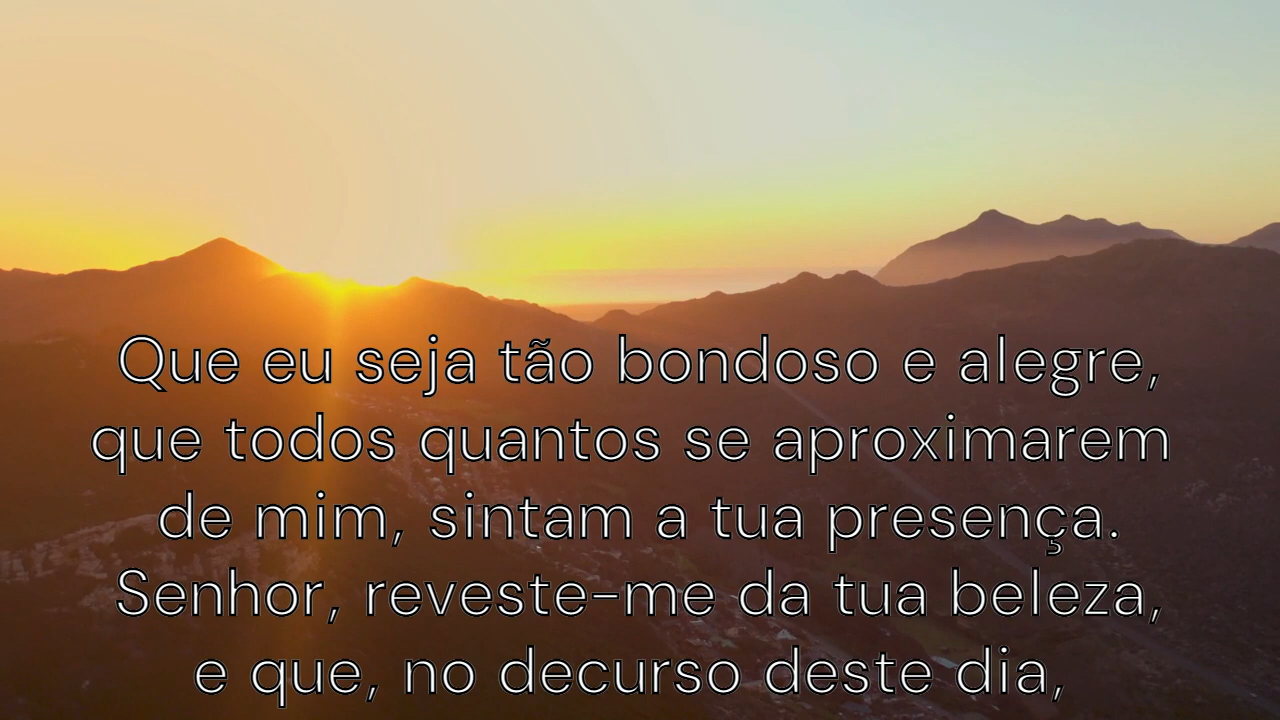 Que eu seja tão bondoso e alegre,
que todos quantos se aproximarem
de mim, sintam a tua presença.
Senhor, reveste-me da tua beleza,
e que, no decurso deste dia,